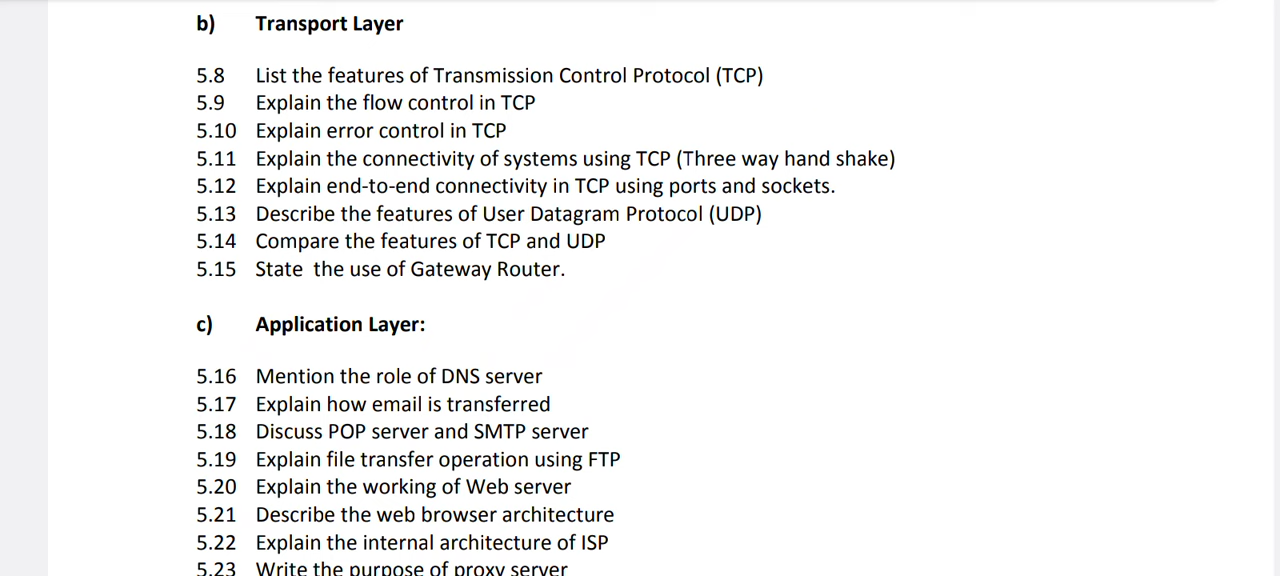 b) Transport Layer
5.8 List the features of Transmission Control Protocol (TCP)
5.9 Explain the flow control in TCP
5.10 Explain error control in TCP
5.11 Explain the connectivity of systems using TCP (Three way hand shake)
5.12 Explain end-to-end connectivity in TCP using ports and sockets.
5.13 Describe the features of User Datagram Protocol (UDP)
5.14 Compare the features of TCP and UDP
5.15 State  the use of Gateway Router.
c) Application Layer:
5.16 Mention the role of DNS server
5.17 Explain how email is transferred
5.18 Discuss POP server and SMTP server
5.19 Explain file transfer operation using FTP
5.20 Explain the working of Web server
5.21 Describe the web browser architecture
5.22 Explain the internal architecture of ISP
5.23 Write the purpose of proxy server